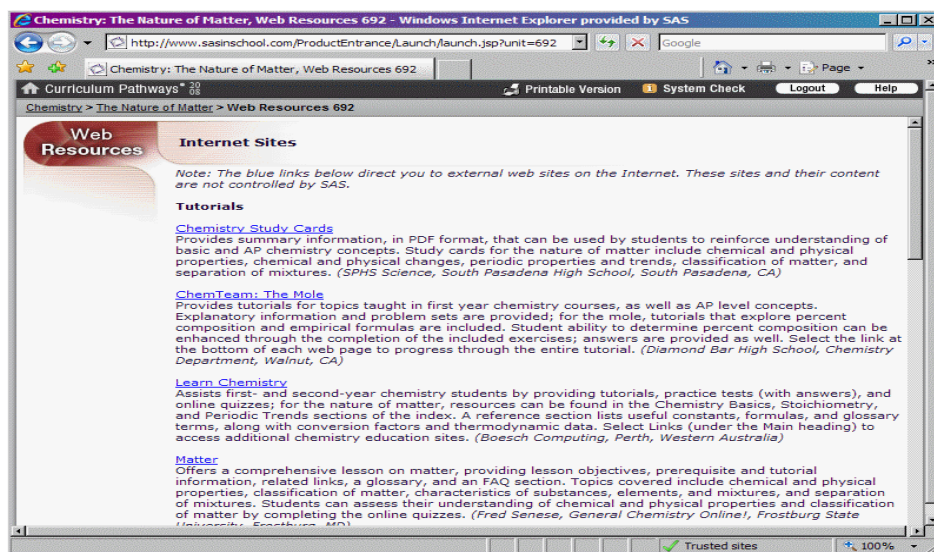 Chemistry: The Nature of Matter, Web Resources 692 - Windows Internet Explorer provided by SAS
http://www.sasinschool.com/ProductEntrance/Launch/launch.jsp?unit=692
Google
Chemistry: The Nature of Matter, Web Resources 692
Page
Curriculum Pathways® 2008
Printable Version
System Check
Logout
Help
Chemistry > The Nature of Matter > Web Resources 692
Web
Resources
Internet Sites
Note: The blue links below direct you to external web sites on the Internet. These sites and their content
are not controlled by SAS.
Tutorials
Chemistry Study Cards
Provides summary information, in PDF format, that can be used by students to reinforce understanding of
basic and AP chemistry concepts. Study cards for the nature of matter include chemical and physical
properties, chemical and physical changes, periodic properties and trends, classification of matter, and
separation of mixtures. (SPHS Science, South Pasadena High School, South Pasadena, CA)
ChemTeam: The Mole
Provides tutorials for topics taught in first year chemistry courses, as well as AP level concepts.
Explanatory information and problem sets are provided; for the mole, tutorials that explore percent
composition and empirical formulas are included. Student ability to determine percent composition can be
enhanced through the completion of the included exercises; answers are provided as well. Select the link at
the bottom of each web page to progress through the entire tutorial. (Diamond Bar High School, Chemistry
Department, Walnut, CA)
Learn Chemistry
Assists first- and second-year chemistry students by providing tutorials, practice tests (with answers), and
online quizzes; for the nature of matter, resources can be found in the Chemistry Basics, Stoichiometry,
and Periodic Trends sections of the index. A reference section lists useful constants, formulas, and glossary
terms, along with conversion factors and thermodynamic data. Select Links (under the Main heading) to
access additional chemistry education sites. (Boesch Computing, Perth, Western Australia)
Matter
Offers a comprehensive lesson on matter, providing lesson objectives, prerequisite and tutorial
information, related links, a glossary, and an FAQ section. Topics covered include chemical and physical
properties, classification of matter, characteristics of substances, elements, and mixtures, and separation
of mixtures. Students can assess their understanding of chemical and physical properties and classification
of matter by completing the online quizzes. (Fred Senese, General Chemistry Online!, Frostburg State
University, Frostburg, MD)
Trusted sites
100%